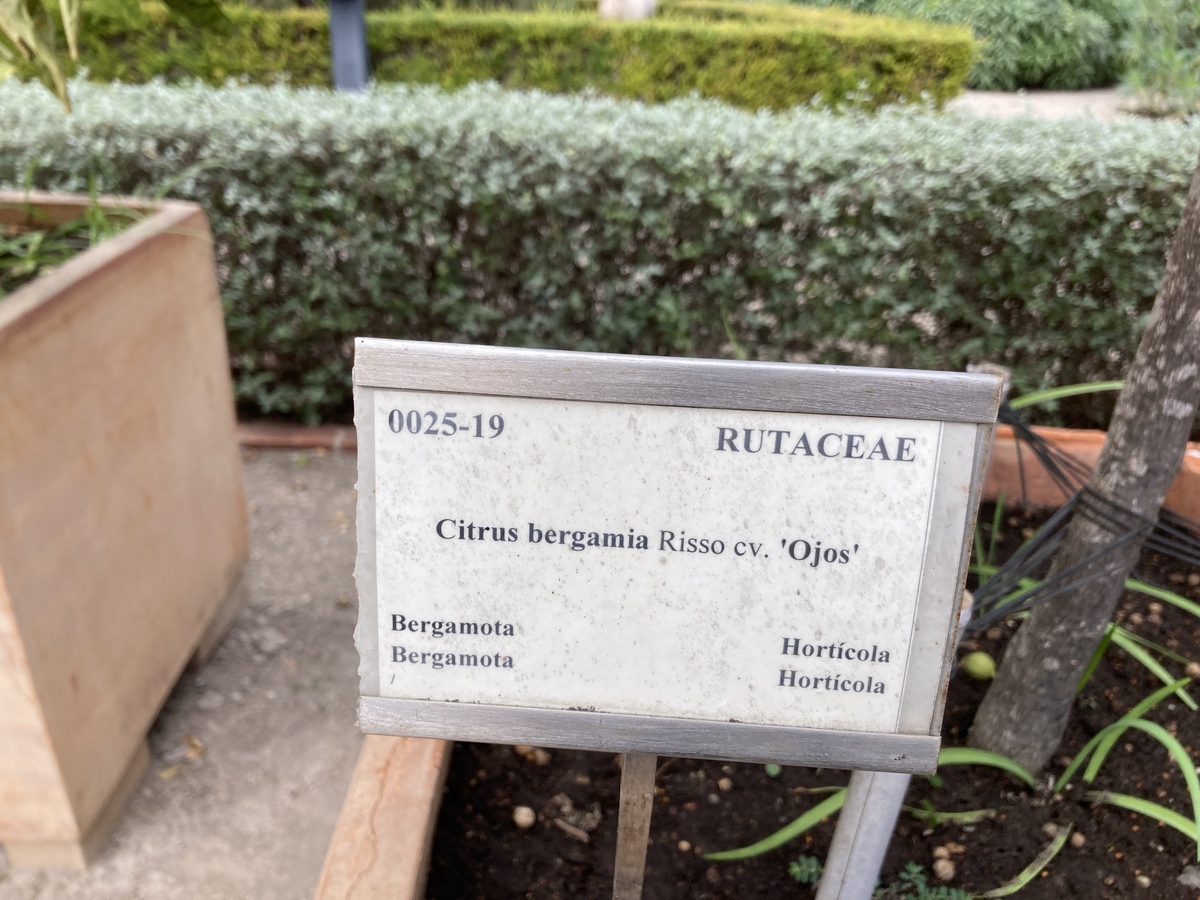 0025-19 RUTACEAE
Citrus bergamia Risso cv. 'Ojos'
Bergamota Hortícola
Bergamota Hortícola